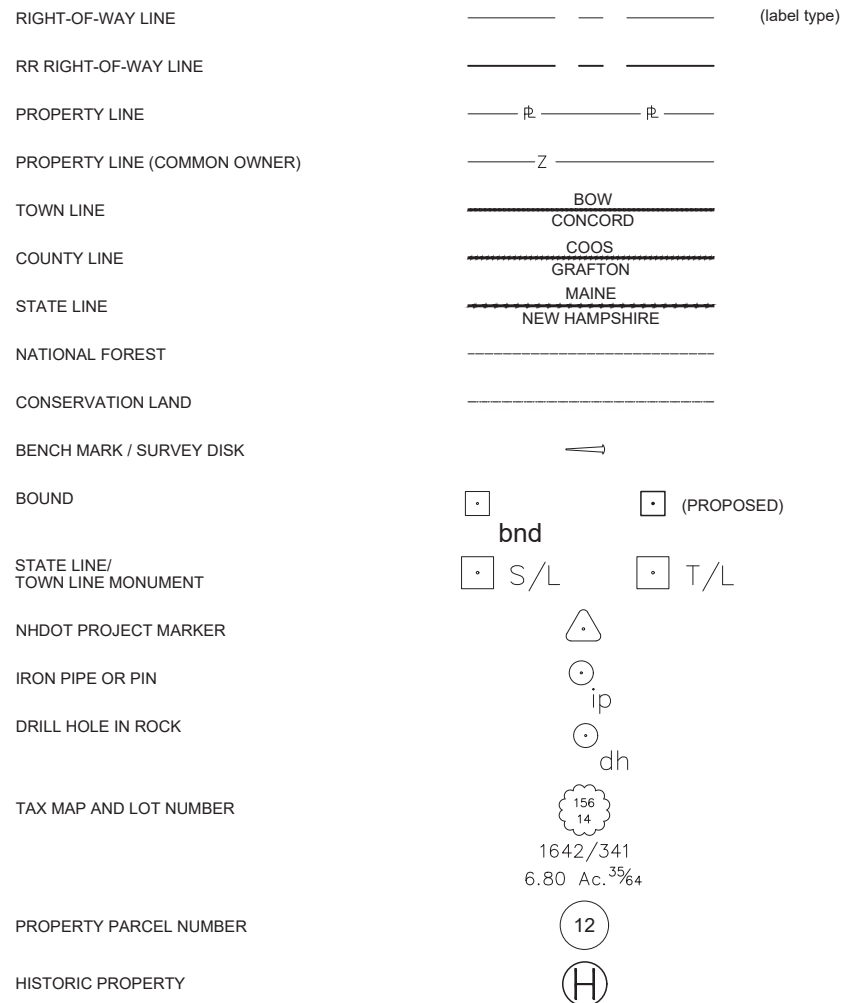 RIGHT-OF-WAY LINE (label type)
RR RIGHT-OF-WAY LINE
PROPERTY LINE ⅊ ⅊
PROPERTY LINE (COMMON OWNER) Z
TOWN LINE
BOW
CONCORD
COUNTY LINE
COOS
GRAFTON
STATE LINE
MAINE
NEW HAMPSHIRE
NATIONAL FOREST
CONSERVATION LAND
BENCH MARK / SURVEY DISK
BOUND
bnd
(PROPOSED)
STATE LINE/
TOWN LINE MONUMENT
S/L T/L
NHDOT PROJECT MARKER
IRON PIPE OR PIN
ip
DRILL HOLE IN ROCK
dh
TAX MAP AND LOT NUMBER
156
14
1642/341
6.80 Ac. 35/64
PROPERTY PARCEL NUMBER 12
HISTORIC PROPERTY H